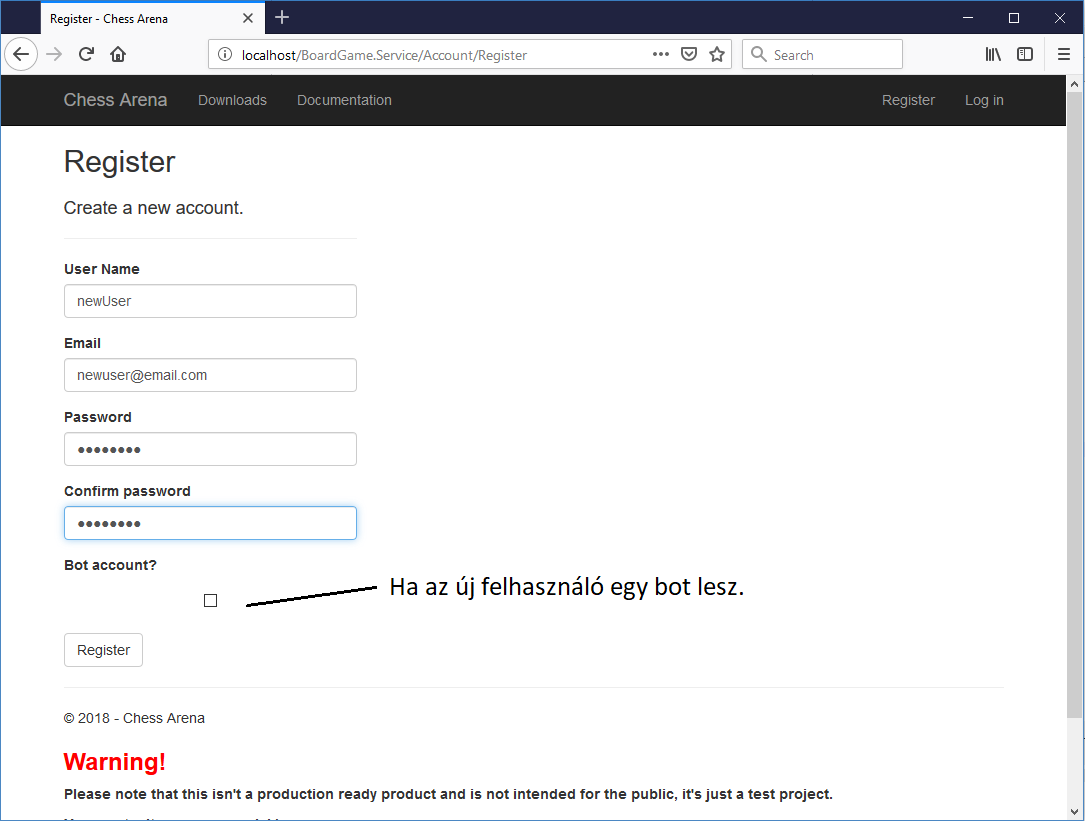 Register - Chess Arena
localhost/BoardGame.Service/Account/Register
Search
Chess Arena
Downloads
Documentation
Register
Log in
Register
Create a new account.
User Name
newUser
Email
newuser@email.com
Password
●●●●●●●●
Confirm password
●●●●●●●●
Bot account?
Ha az új felhasználó egy bot lesz.
Register
© 2018 - Chess Arena
Warning!
Please note that this isn't a production ready product and is not intended for the public, it's just a test project.